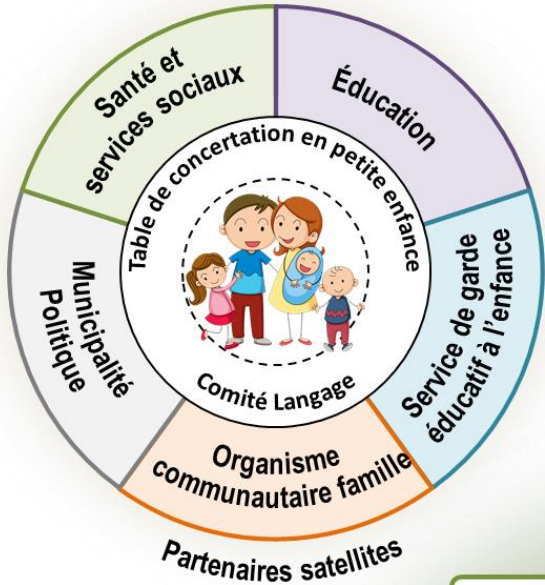 Santé et
services sociaux
Éducation
Table de concertation en petite enfance
Municipalité
Politique
Service de garde
éducatif à l'enfance
Comité Langage
Organisme
communautaire famille
Partenaires satellites